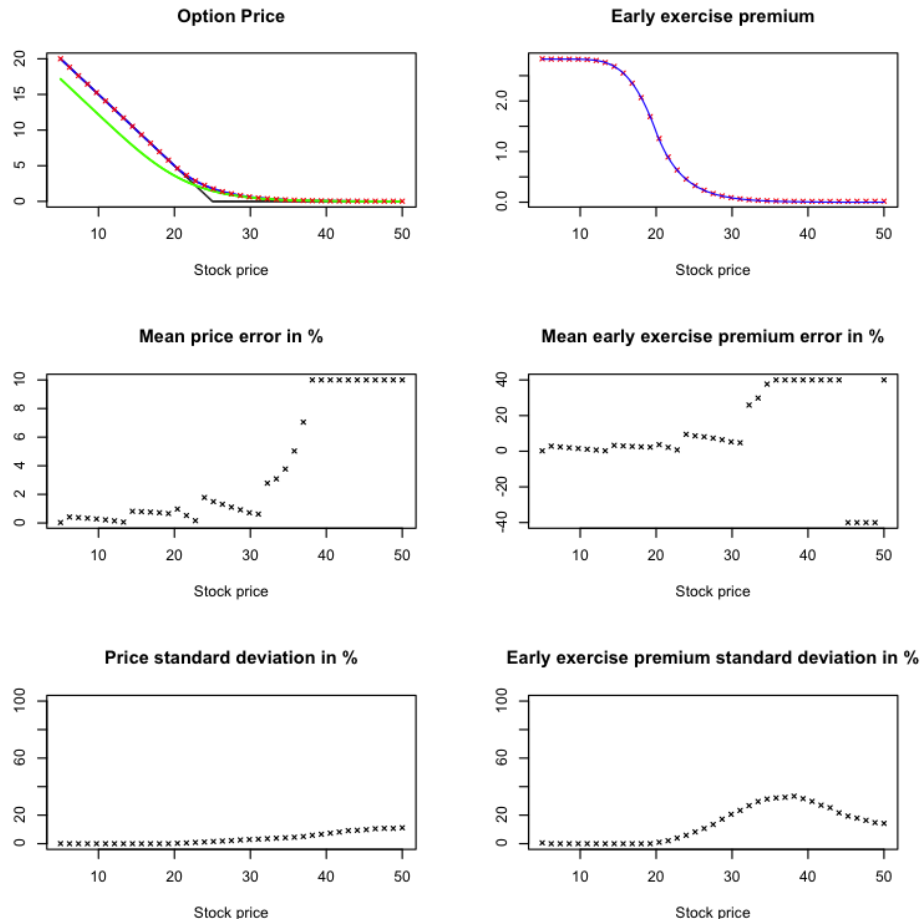 Option Price
20
15
10
5
0
10 20 30 40 50
Stock price
Early exercise premium
2.0
1.0
0.0
10 20 30 40 50
Stock price
Mean price error in %
10
8
6
4
2
0
10 20 30 40 50
Stock price
Mean early exercise premium error in %
40
20
0
-20
-40
10 20 30 40 50
Stock price
Price standard deviation in %
100
60
20
0
10 20 30 40 50
Stock price
Early exercise premium standard deviation in %
100
60
20
0
10 20 30 40 50
Stock price